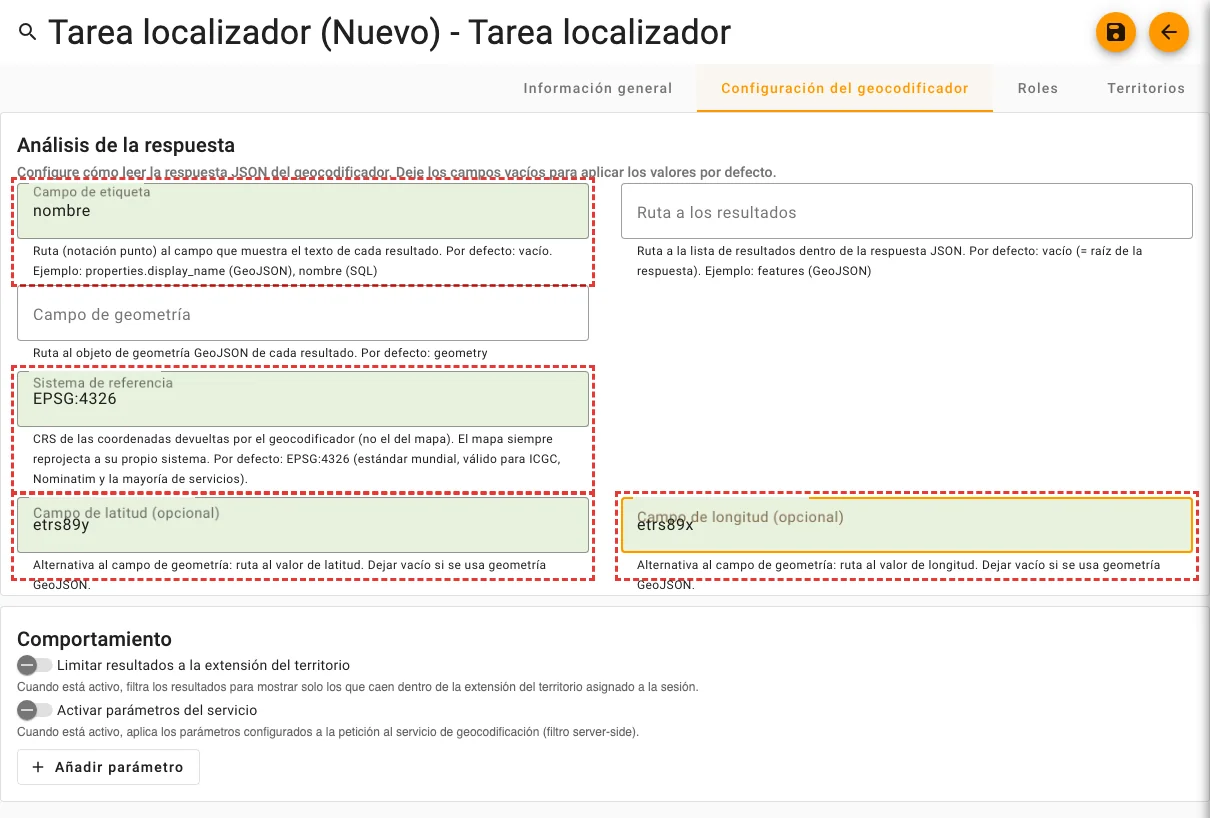 Tarea localizador (Nuevo) - Tarea localizador
Información general
Configuración del geocodificador
Roles
Territorios
Análisis de la respuesta
Configure cómo leer la respuesta JSON del geocodificador. Deje los campos vacíos para aplicar los valores por defecto.
Campo de etiqueta
nombre
Ruta (notación punto) al campo que muestra el texto de cada resultado. Por defecto: vacío.
Ejemplo: properties.display_name (GeoJSON), nombre (SQL)
Ruta a los resultados
Ruta a la lista de resultados dentro de la respuesta JSON. Por defecto: vacío (= raíz de la
respuesta). Ejemplo: features (GeoJSON)
Campo de geometría
Ruta al objeto de geometría GeoJSON de cada resultado. Por defecto: geometry
Sistema de referencia
EPSG:4326
CRS de las coordenadas devueltas por el geocodificador (no el del mapa). El mapa siempre
reprojecta a su propio sistema. Por defecto: EPSG:4326 (estándar mundial, válido para ICGC,
Nominatim y la mayoría de servicios).
Campo de latitud (opcional)
etrs89y
Alternativa al campo de geometría: ruta al valor de latitud. Dejar vacío si se usa geometría
GeoJSON.
Campo de longitud (opcional)
etrs89x
Alternativa al campo de geometría: ruta al valor de longitud. Dejar vacío si se usa geometría
GeoJSON.
Comportamiento
Limitar resultados a la extensión del territorio
Cuando está activo, filtra los resultados para mostrar solo los que caen dentro de la extensión del territorio asignado a la sesión.
Activar parámetros del servicio
Cuando está activo, aplica los parámetros configurados a la petición al servicio de geocodificación (filtro server-side).
+ Añadir parámetro